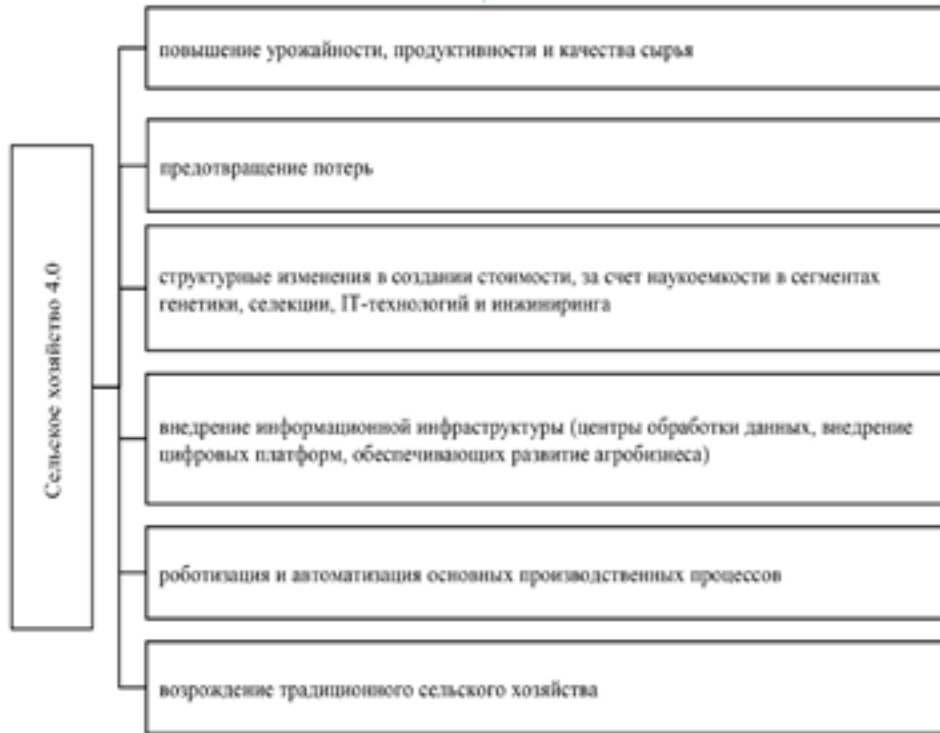 Сельское хозяйство 4.0
повышение урожайности, продуктивности и качества сырья
предотвращение потерь
структурные изменения в создании стоимости, за счет наукоемкости в сегментах
генетики, селекции, IT-технологий и инжиниринга
внедрение информационной инфраструктуры (центры обработки данных, внедрение
цифровых платформ, обеспечивающих развитие агробизнеса)
роботизация и автоматизация основных производственных процессов
возрождение традиционного сельского хозяйства